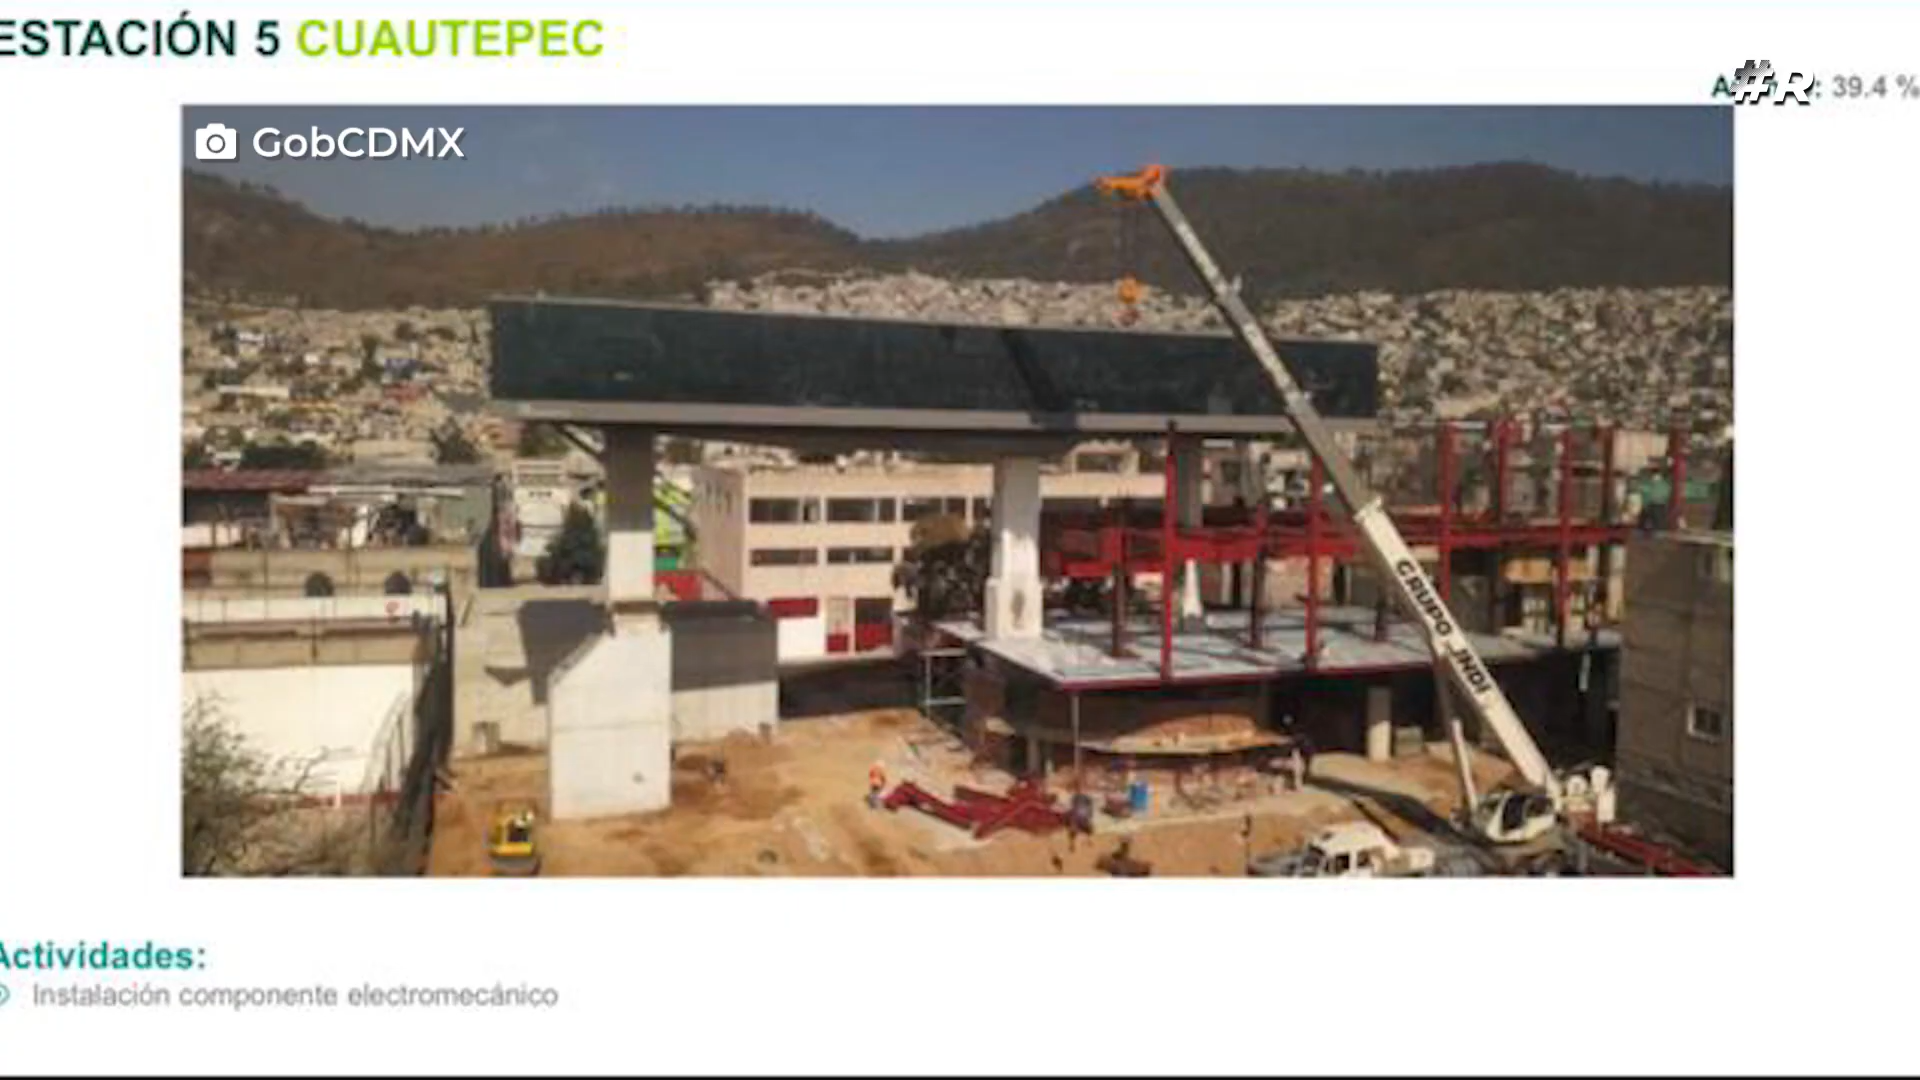 ESTACIÓN 5 CUAUTEPEC
#R
: 39.4 %
GobCDMX
GRUPO INDI
Actividades:
Instalación componente electromecánico